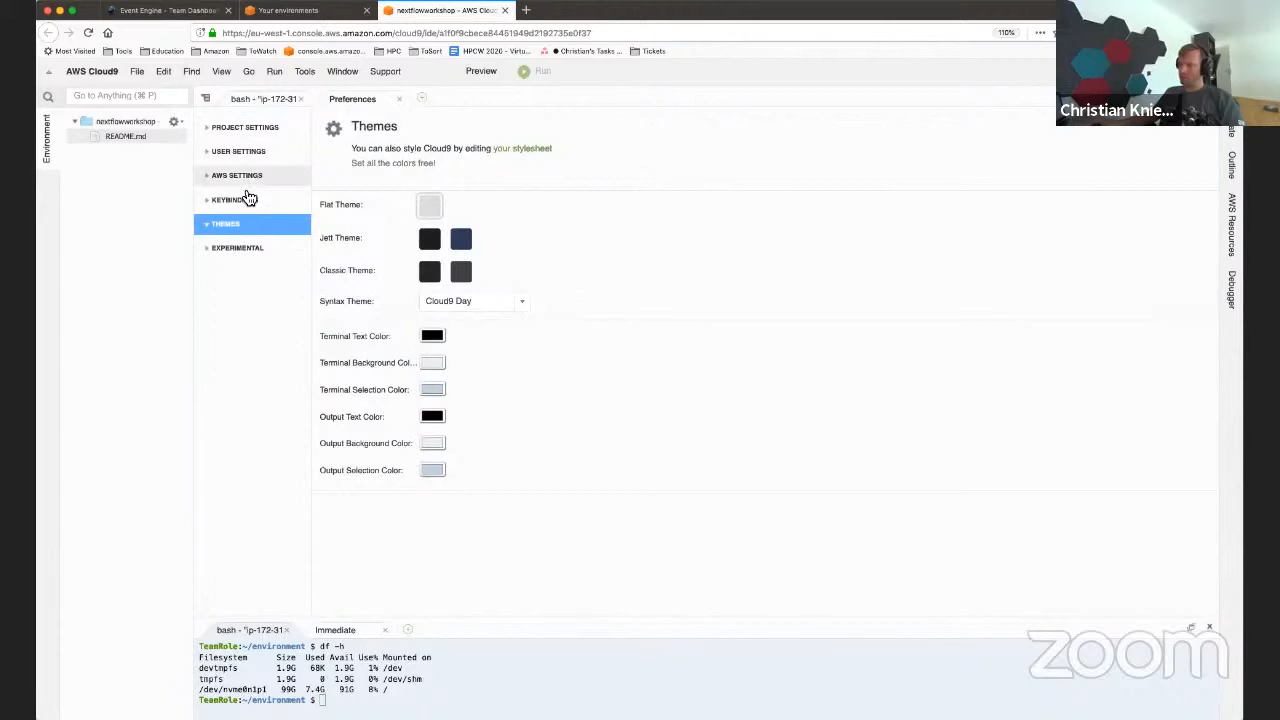 Event Engine - Team Dashboa
Your environments
nextflowworkshop - AWS Clou
https://eu-west-1.console.aws.amazon.com/cloud9/ide/a1f0f9cbece84451949d2192735e0f37
110%
Most Visited
Tools
Education
Amazon
ToWatch
console.aws.amazo...
HPC
ToSort
HPCW 2020 - Virtu...
Christian's Tasks ...
Tickets
Christian Knie...
AWS Cloud9 File Edit Find View Go Run Tools Window Support
Preview
Run
Go to Anything (⌘ P)
bash - "ip-172-31
Preferences
Environment
nextflowworkshop
README.md
PROJECT SETTINGS
USER SETTINGS
AWS SETTINGS
THEMES
EXPERIMENTAL
Themes
You can also style Cloud9 by editing your stylesheet
Set all the colors free!
Flat Theme:
Jett Theme:
Classic Theme:
Syntax Theme:
Cloud9 Day
Terminal Text Color:
Terminal Background Col...
Terminal Selection Color:
Output Text Color:
Output Background Color:
Output Selection Color:
Outline
AWS Resources
Debugger
bash - "ip-172-31
Immediate
TeamRole:~/environment $ df -h
Filesystem Size Used Avail Use% Mounted on
devtmpfs 1.9G 68K 1.9G 1% /dev
tmpfs 1.9G 0 1.9G 0% /dev/shm
/dev/nvme0n1p1 99G 7.4G 91G 8% /
TeamRole:~/environment $
zoom